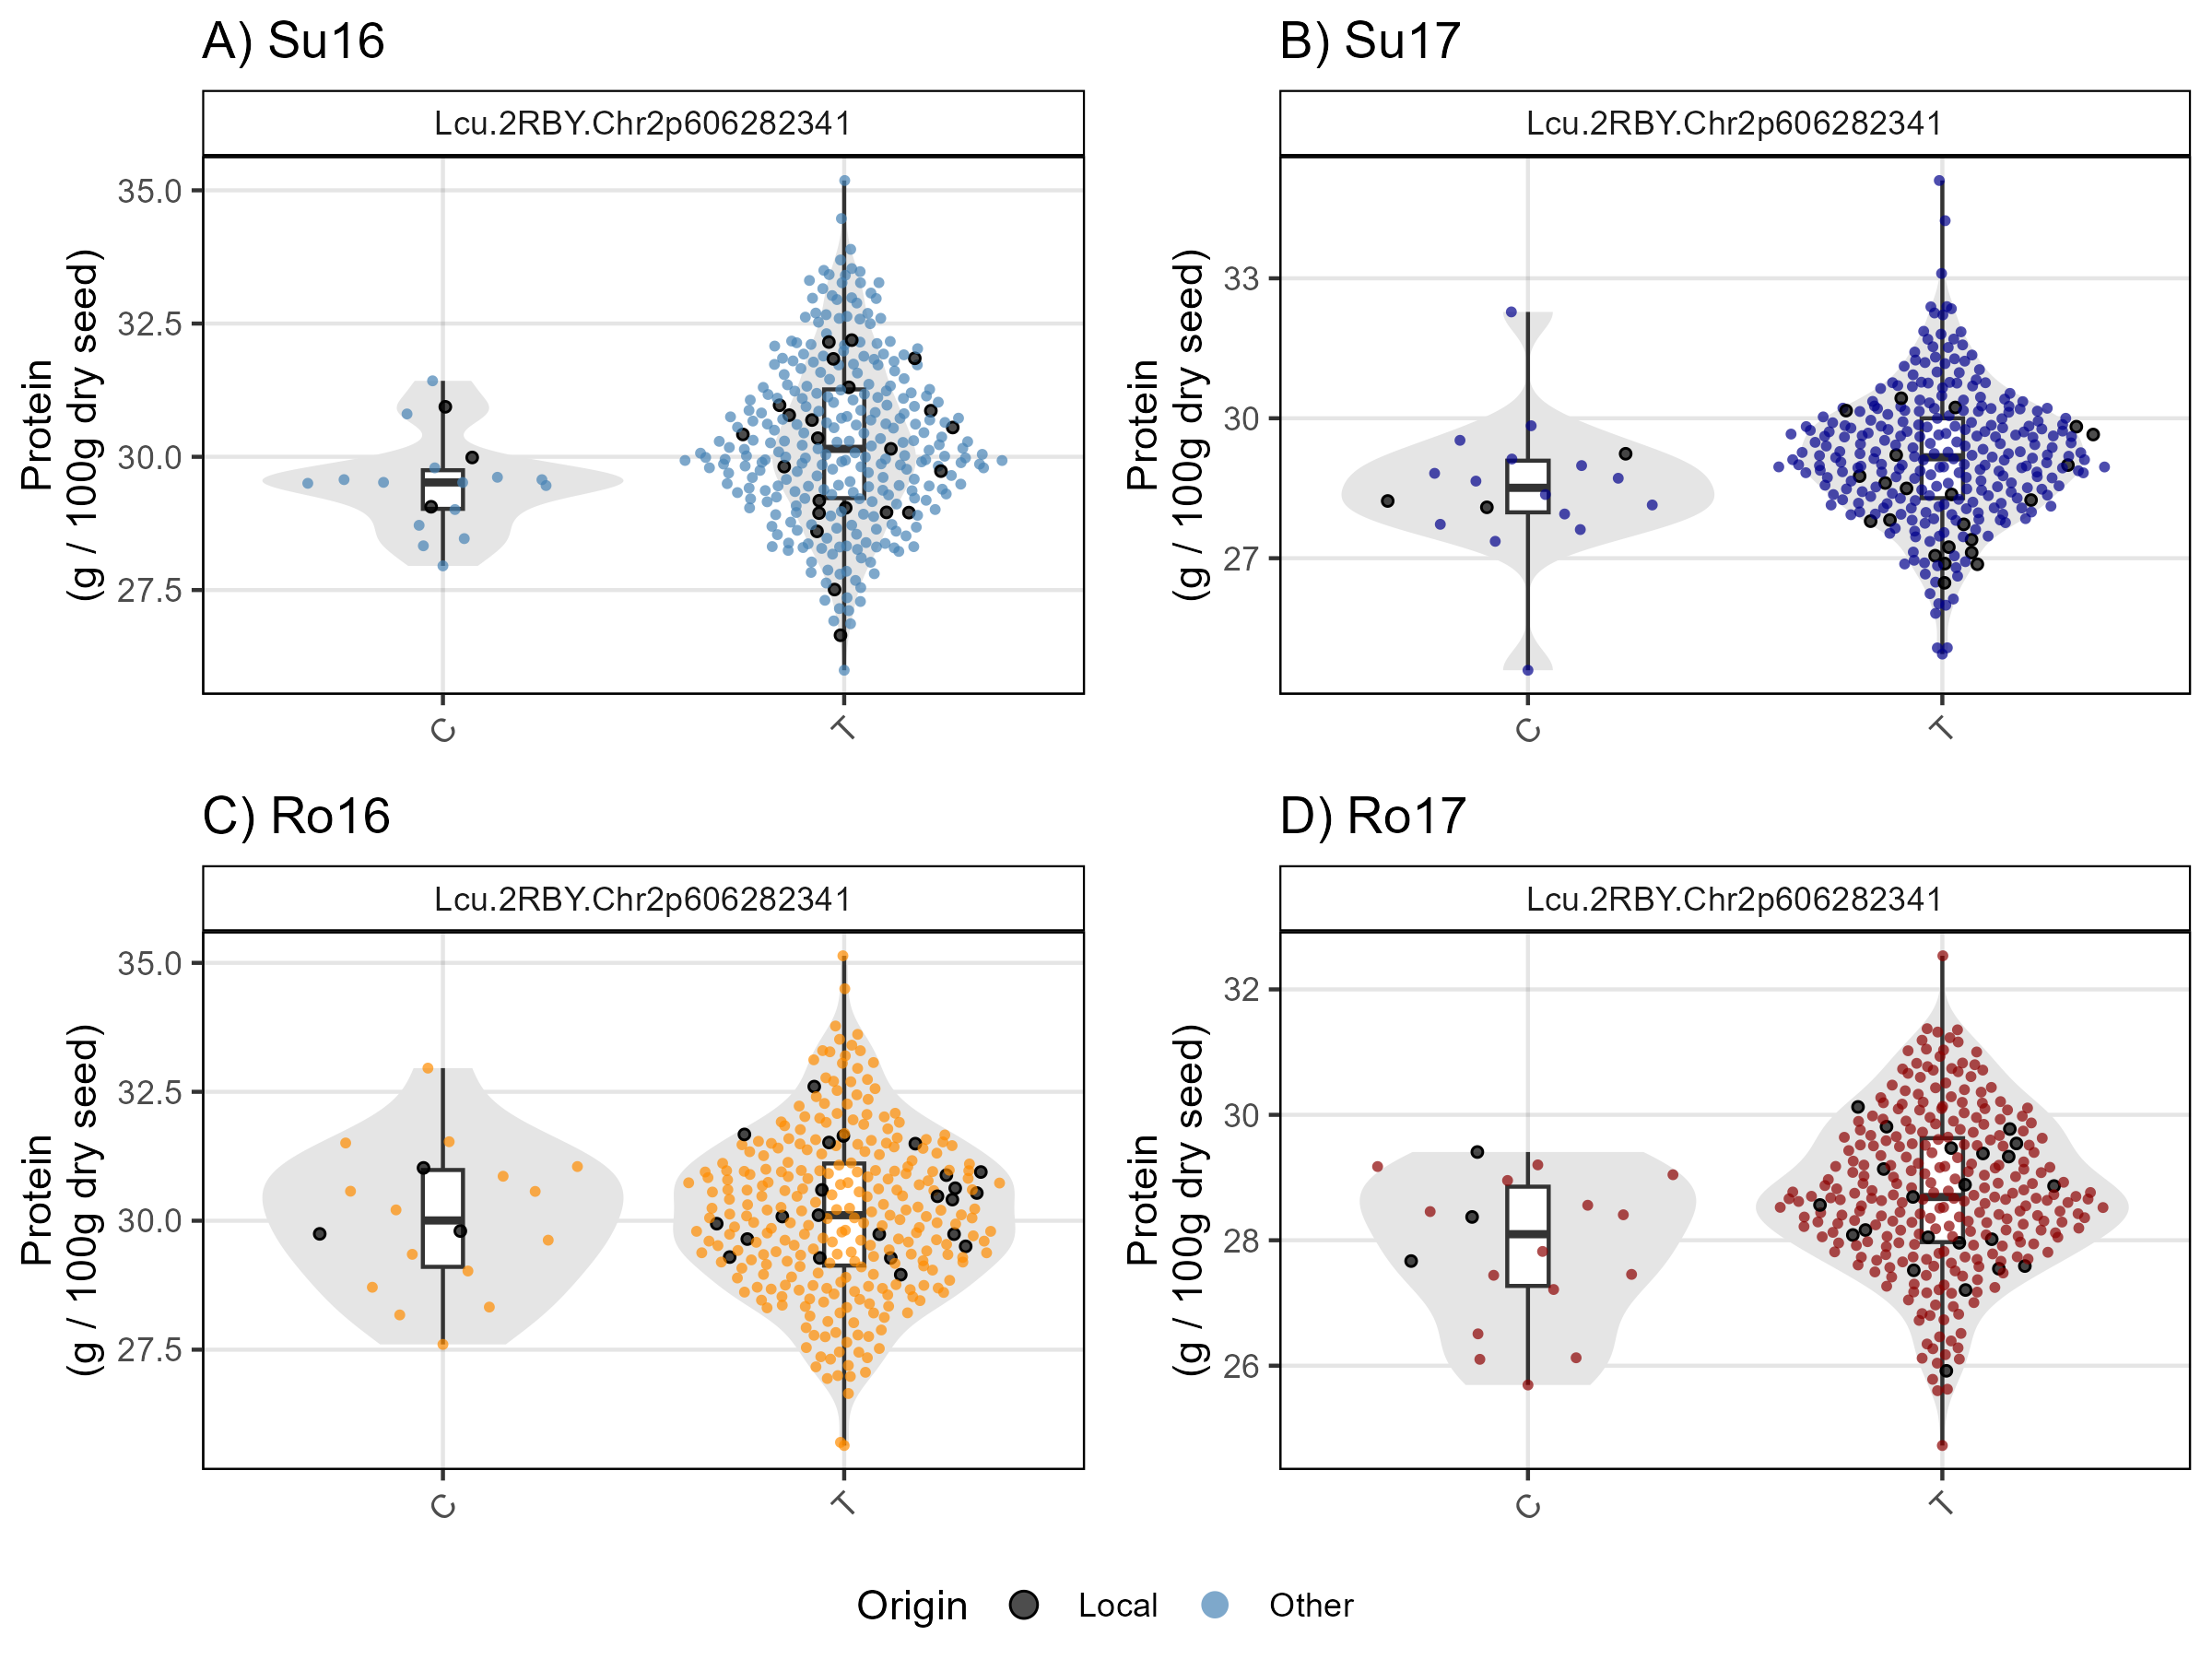 A) Su16
Lcu.2RBY.Chr2p606282341
Protein
(g / 100g dry seed)
35.0
32.5
30.0
27.5
C
T
B) Su17
Lcu.2RBY.Chr2p606282341
Protein
(g / 100g dry seed)
33
30
27
C
T
C) Ro16
Lcu.2RBY.Chr2p606282341
Protein
(g / 100g dry seed)
35.0
32.5
30.0
27.5
C
T
D) Ro17
Lcu.2RBY.Chr2p606282341
Protein
(g / 100g dry seed)
32
30
28
26
C
T
Origin Local Other